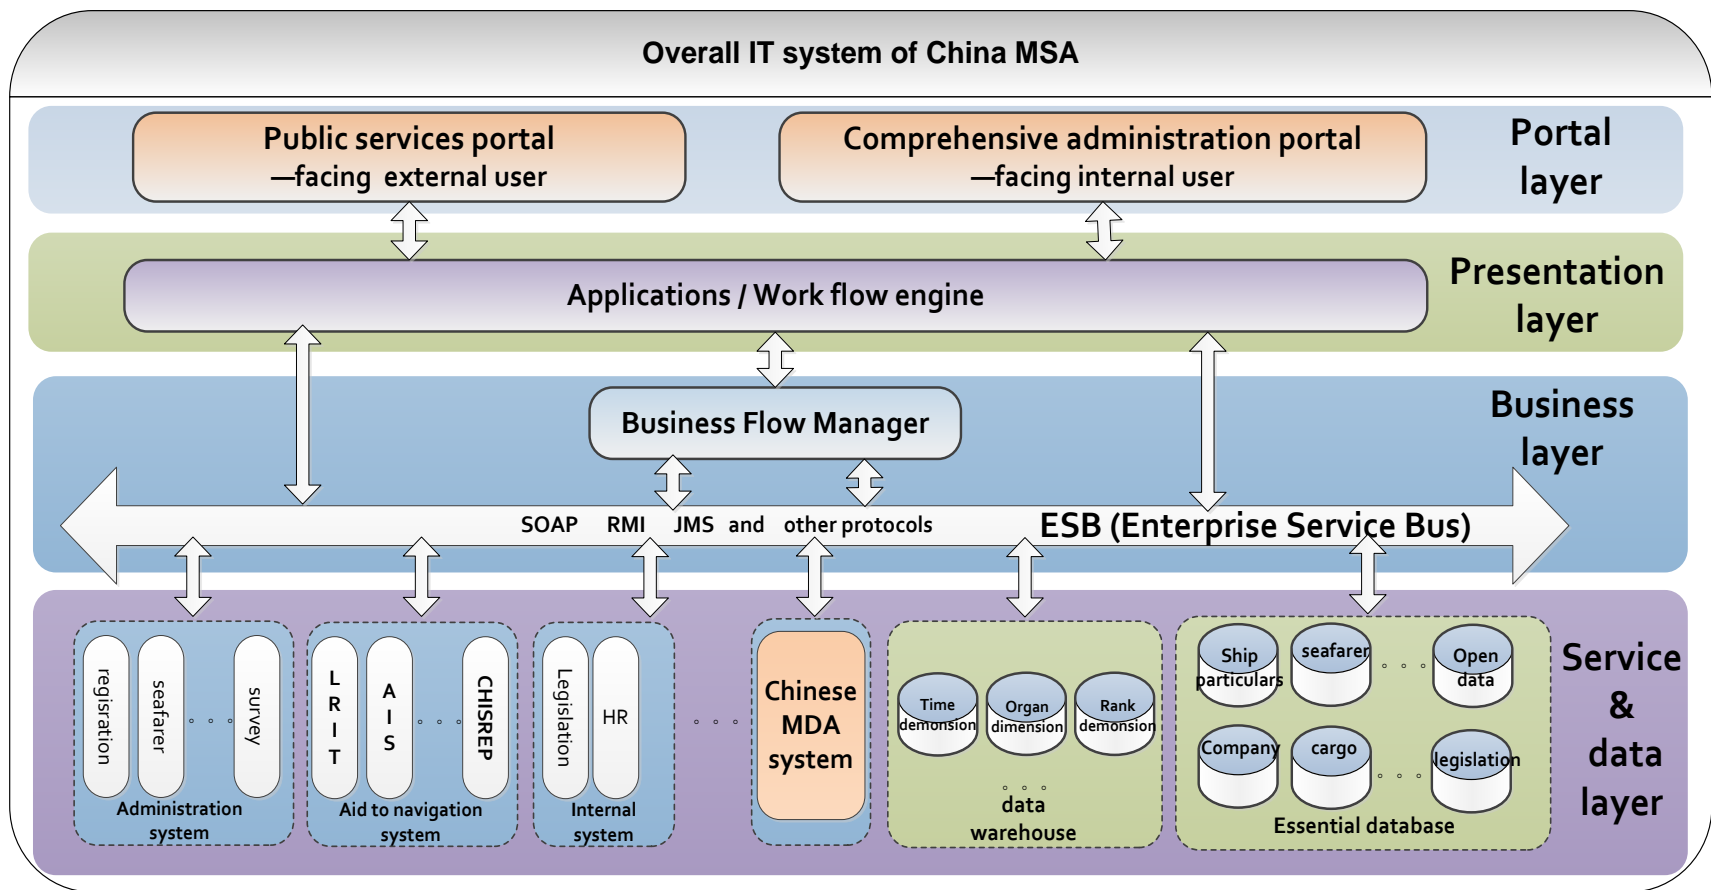 Overall IT system of China MSA
Public services portal
—facing external user
Comprehensive administration portal
—facing internal user
Portal
layer
Applications / Work flow engine
Presentation
layer
Business Flow Manager
Business
layer
SOAP RMI JMS and other protocols
ESB (Enterprise Service Bus)
regisration
seafarer
survey
Administration
system
LRIT
AIS
CHISREP
Aid to navigation
system
Legislation
HR
Internal
system
Chinese
MDA
system
Time
demonsion
Organ
dimension
Rank
demonsion
data
warehouse
Ship
particulars
seafarer
Open
data
Company
cargo
legislation
Essential database
Service
&
data
layer